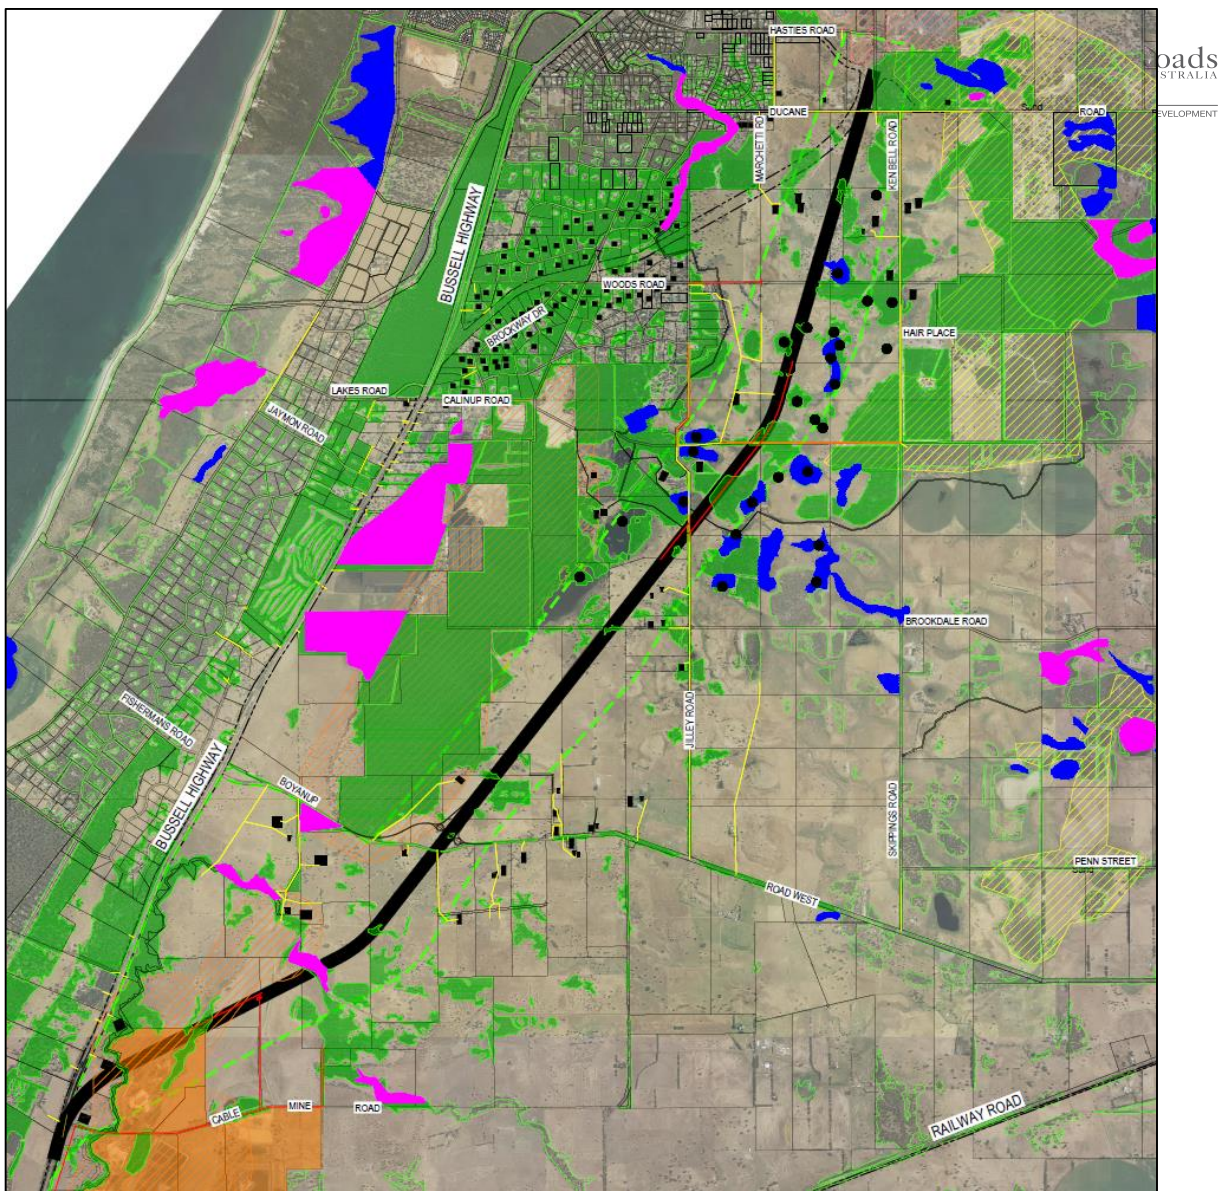 HASTIES ROAD
oads
STRALIA
DUCANE
ROAD
EVELOPMENT
MARCHETTI RD
KEN BELL ROAD
BUSSELL HIGHWAY
WOODS ROAD
BROOKWAY DR
HAIR PLACE
LAKES ROAD
CALINUP ROAD
JAYMON ROAD
BROOKDALE ROAD
FISHERMANS ROAD
JILLEY ROAD
BUSSELL HIGHWAY
BOYANUP
SKIPPINGS ROAD
PENN STREET
ROAD WEST
CABLE
MINE
ROAD
RAILWAY ROAD